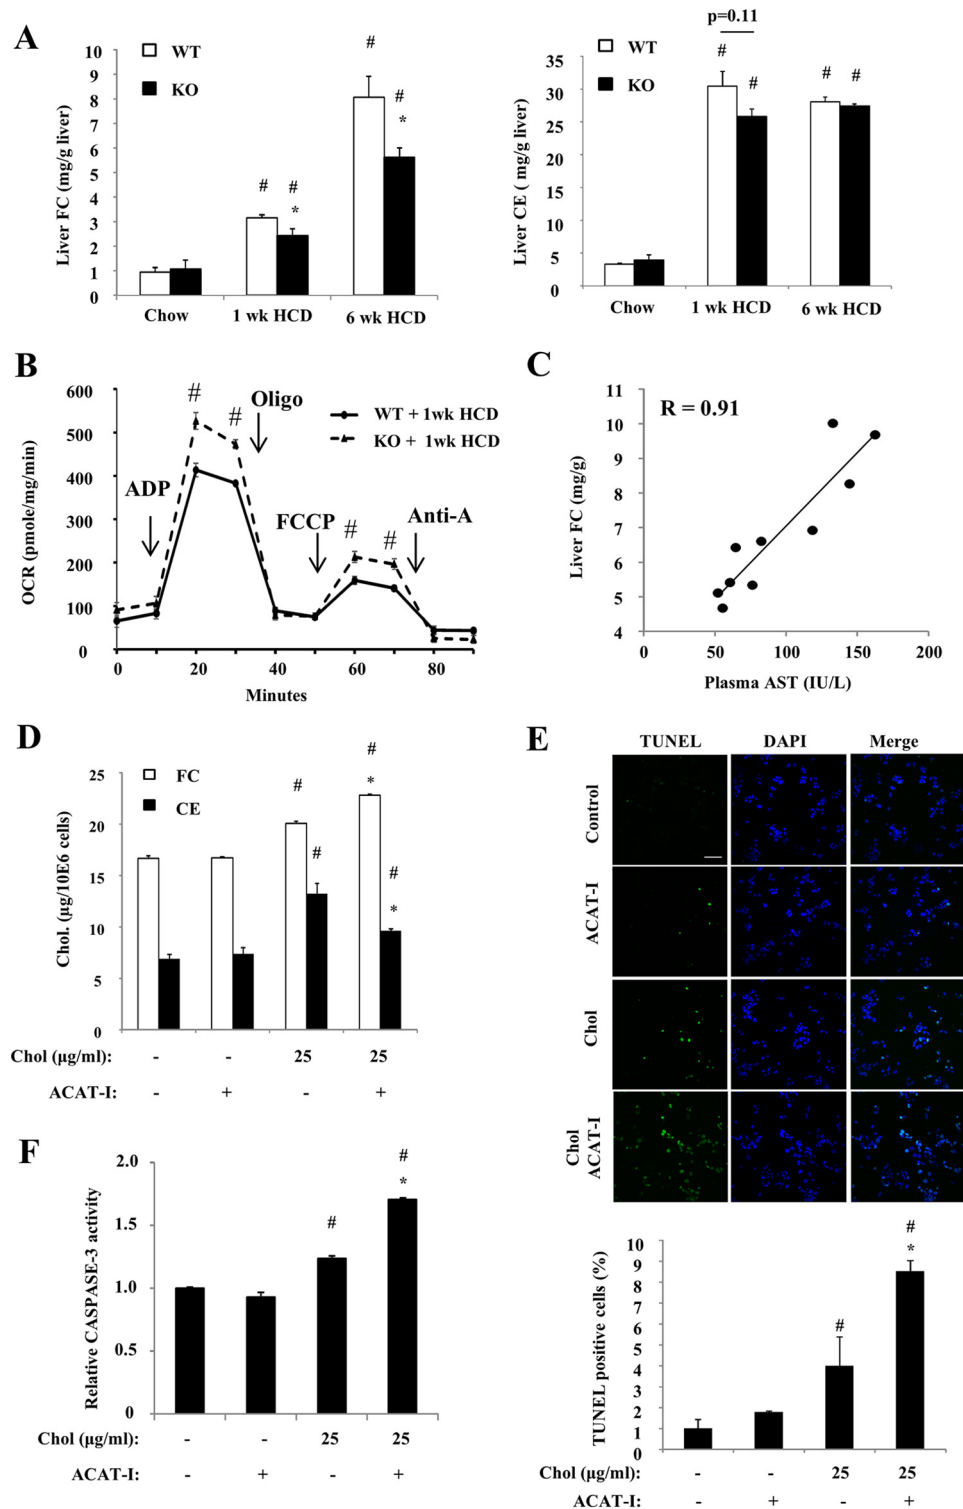 A
Liver FC (mg/g liver)
10
9
8
7
6
5
4
3
2
1
0
WT
KO
#
#
*
#
#
*
Chow
1 wk HCD
6 wk HCD
Liver CE ( mg/g liver)
35
30
25
20
15
10
5
0
WT
KO
p=0.11
#
#
#
#
Chow
1 wk HCD
6 wk HCD
B
OCR (pmole/mg/min)
600
500
400
300
200
100
0
ADP
#
#
Oligo
WT + 1wk HCD
KO + 1wk HCD
FCCP
#
#
Anti-A
0
20
40
60
80
Minutes
C
Liver FC (mg/g)
11
10
9
8
7
6
5
4
R = 0.91
0
50
100
150
200
Plasma AST (IU/L)
D
Chol. (μg/10E6 cells)
25
20
15
10
5
0
FC
CE
#
#
#
*
#
*
Chol (μg/ml): - - 25 25
ACAT-I: - + - +
E
TUNEL
DAPI
Merge
Control
ACAT-I
Chol
Chol
ACAT-I
TUNEL positive cells (%)
10
9
8
7
6
5
4
3
2
1
0
#
#
*
Chol (μg/ml): - - 25 25
ACAT-I: - + - +
F
Relative CASPASE-3 activity
2.0
1.5
1.0
0.5
0
#
#
*
Chol (μg/ml): - - 25 25
ACAT-I: - + - +